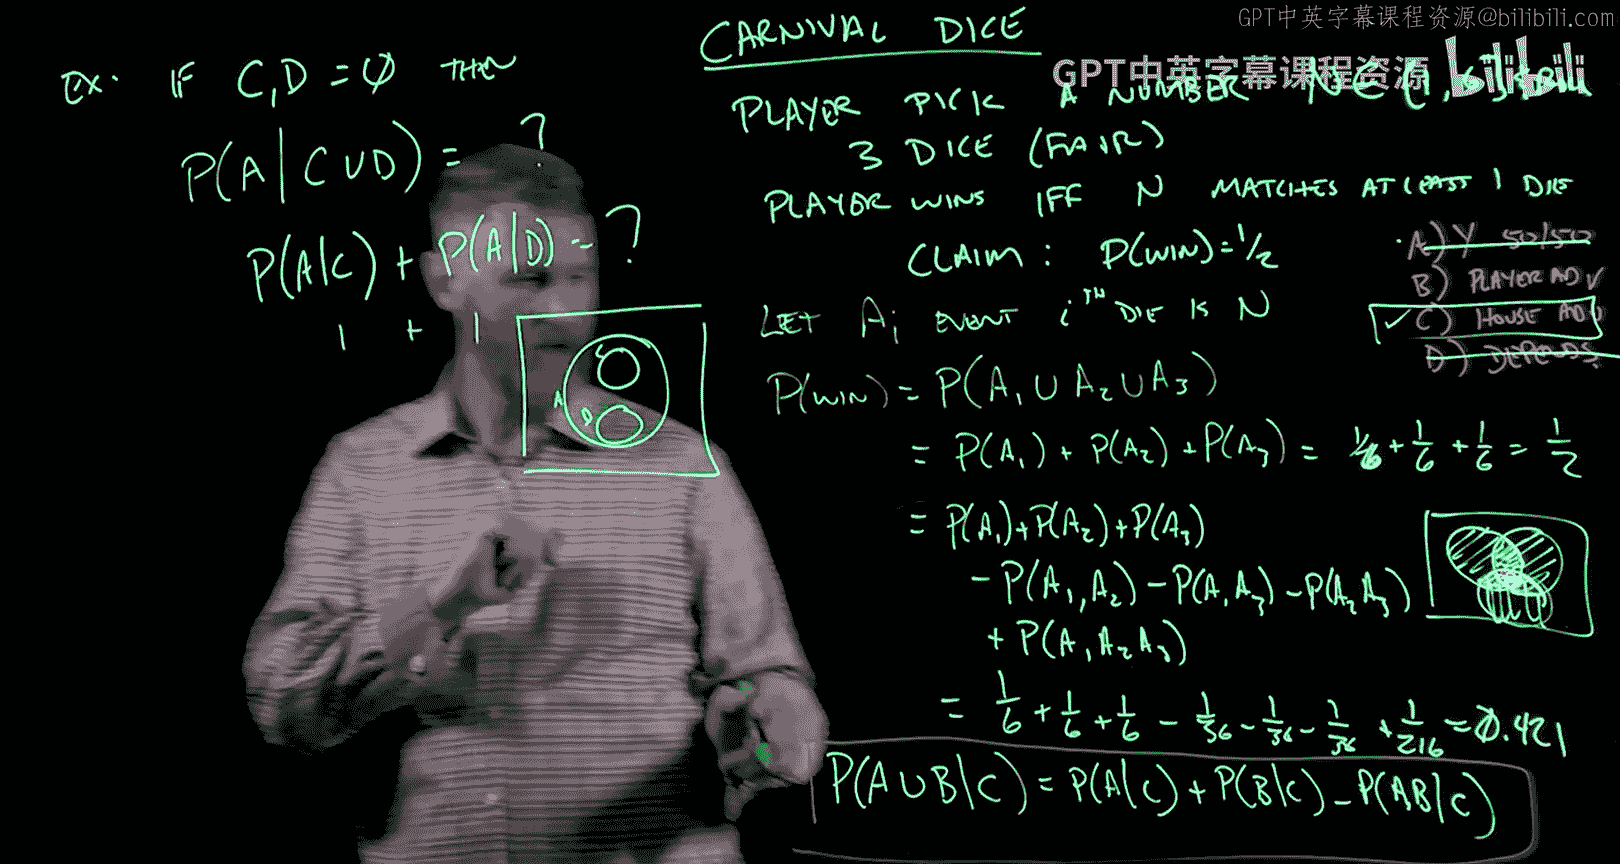 EX. IF C,D = ∅ THEN
P(A|C∪D) = ?
P(A|C) + P(A|D) = ?
1 + 1
A
D
CARNIVAL DICE
PLAYER PICK A NUMBER
3 DICE (FAIR)
PLAYER WINS IFF N MATCHES AT LEAST 1 DIE
CLAIM: P(WIN)=1/2
A) Y 50/50
B) PLAYER ADV
✓ C) HOUSE ADV
D) DEPENDS
LET Ai EVENT iTH DIE IS N
P(WIN) = P(A1 ∪ A2 ∪ A3)
= P(A1) + P(A2) + P(A3) = 1/6 + 1/6 + 1/6 = 1/2
= P(A1)+P(A2)+P(A3)
- P(A1,A2) - P(A1A3) - P(A2A3)
+ P(A1A2A3)
= 1/6 + 1/6 + 1/6 - 1/36 - 1/36 - 1/36 + 1/216 = 0.421
P(A∪B|C) = P(A|C) + P(B|C) - P(AB|C)
GPT中英字幕课程资源@bilibili.com
GPT中英字幕课程资源 bilibili